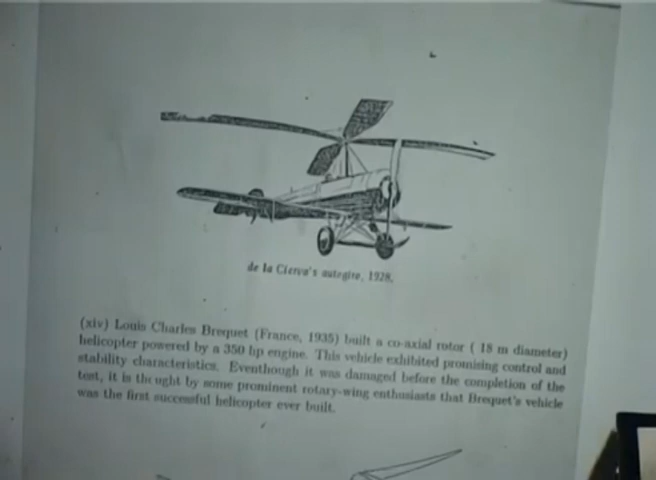 de la Cierva's autogiro, 1928.
(xiv) Louis Charles Brequet (France, 1935) built a co-axial rotor ( 18 m diameter)
helicopter powered by a 350 hp engine. This vehicle exhibited promising control and
stability characteristics. Eventhough it was damaged before the completion of the
test, it is thought by some prominent rotary-wing enthusiasts that Brequet's vehicle
was the first successful helicopter ever built.